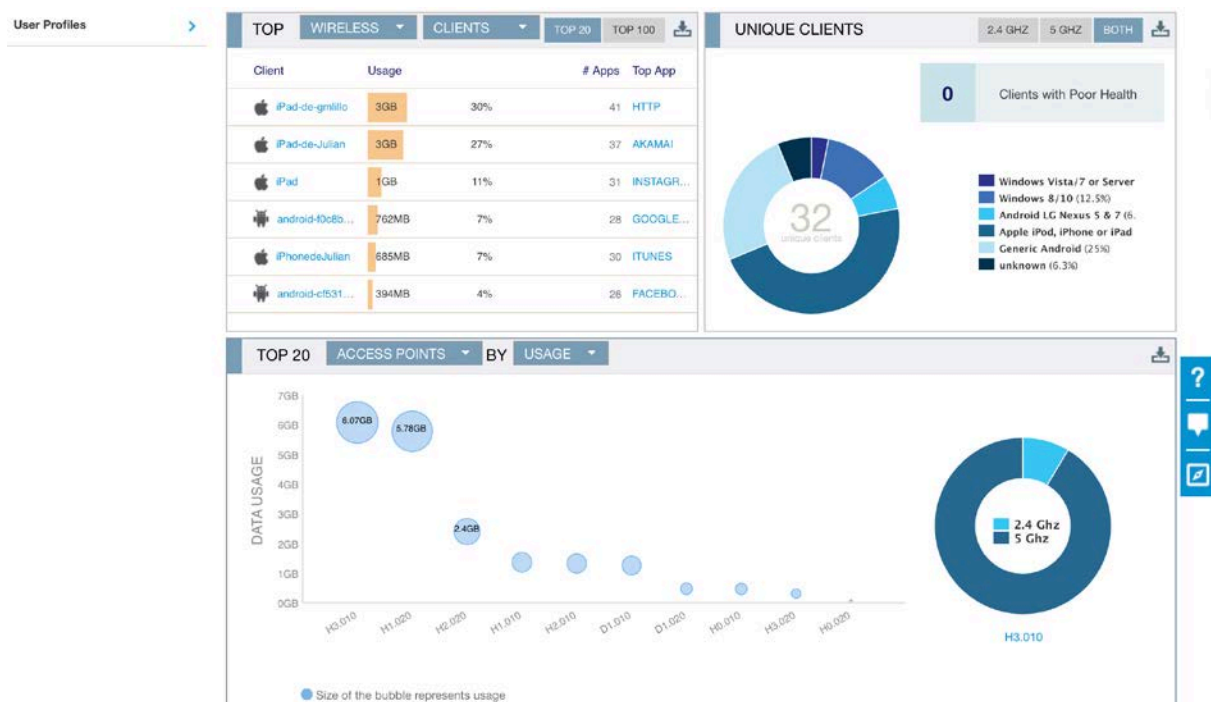 User Profiles
TOP WIRELESS CLIENTS TOP 20 TOP 100
Client Usage # Apps Top App
iPad-de-gmlillo 3GB 30% 41 HTTP
iPad-de-Julian 3GB 27% 37 AKAMAI
iPad 1GB 11% 31 INSTAGR...
android-f0c8b... 762MB 7% 28 GOOGLE...
iPhonedeJulian 685MB 7% 30 ITUNES
android-cf531... 394MB 4% 26 FACEBO...
UNIQUE CLIENTS 2.4 GHZ 5 GHZ BOTH
0 Clients with Poor Health
32
unique clients
Windows Vista/7 or Server
Windows 8/10 (12.5%)
Android LG Nexus 5 & 7 (6.
Apple iPod, iPhone or iPad
Generic Android (25%)
unknown (6.3%)
TOP 20 ACCESS POINTS BY USAGE
DATA USAGE
7GB
6GB
5GB
4GB
3GB
2GB
1GB
0GB
6.07GB
5.78GB
2.4GB
H3.010 H1.020 H2.020 H1.010 H2.010 D1.010 D1.020 H0.010 H3.020 H0.020
Size of the bubble represents usage
2.4 Ghz
5 Ghz
H3.010
?